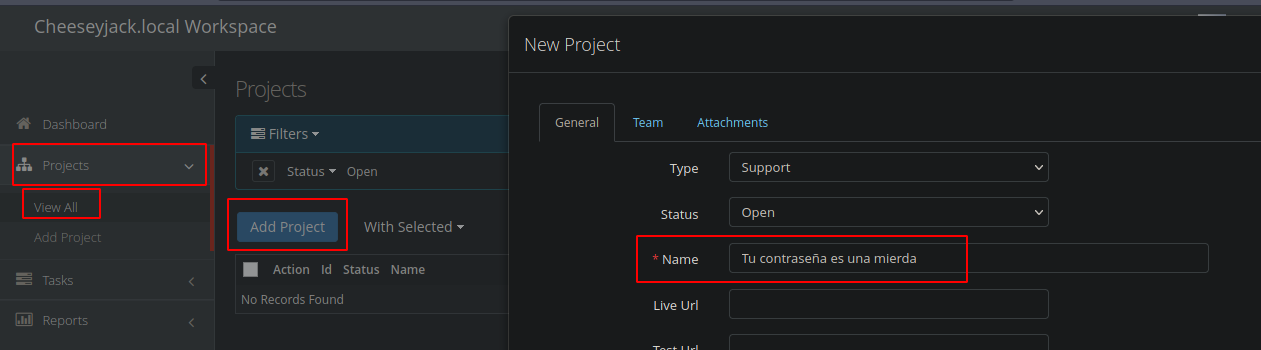 Cheeseyjack.local Workspace
New Project
Projects
Dashboard
General Team Attachments
Filters
Projects
Type Support
Status Open
View All
Status Open
Add Project With Selected
Add Project
* Name Tu contraseña es una mierda
Action Id Status Name
Tasks
No Records Found
Live Url
Reports
Test Url